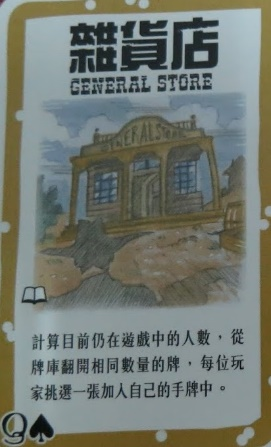 雜貨店
GENERAL STORE
GENERAL STORE
計算目前仍在遊戲中的人數，從
牌庫翻開相同數量的牌，每位玩
家挑選一張加入自己的手牌中。
Q♠